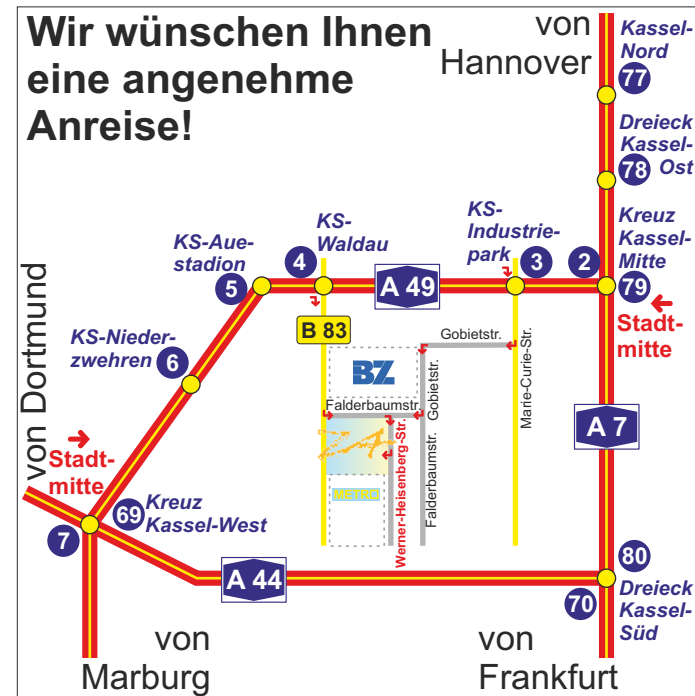 Wir wünschen Ihnen
eine angenehme
Anreise!
von
Hannover
Kassel-
Nord
77
Dreieck
Kassel-
78
Ost
Kreuz
Kassel-
Mitte
79
Stadt-
mitte
KS-
Industrie-
park
3
2
KS-
Waldau
4
KS-Aue-
stadion
5
A 49
B 83
KS-Nieder-
zwehren
6
von Dortmund
Stadt-
mitte
BZ
Gobietstr.
Gobietstr.
Marie-Curie-Str.
Falderbaumstr.
Falderbaumstr.
Werner-Heisenberg-Str.
METRO
A 7
69
Kreuz
Kassel-West
7
A 44
80
70
Dreieck
Kassel-
Süd
von
Marburg
von
Frankfurt